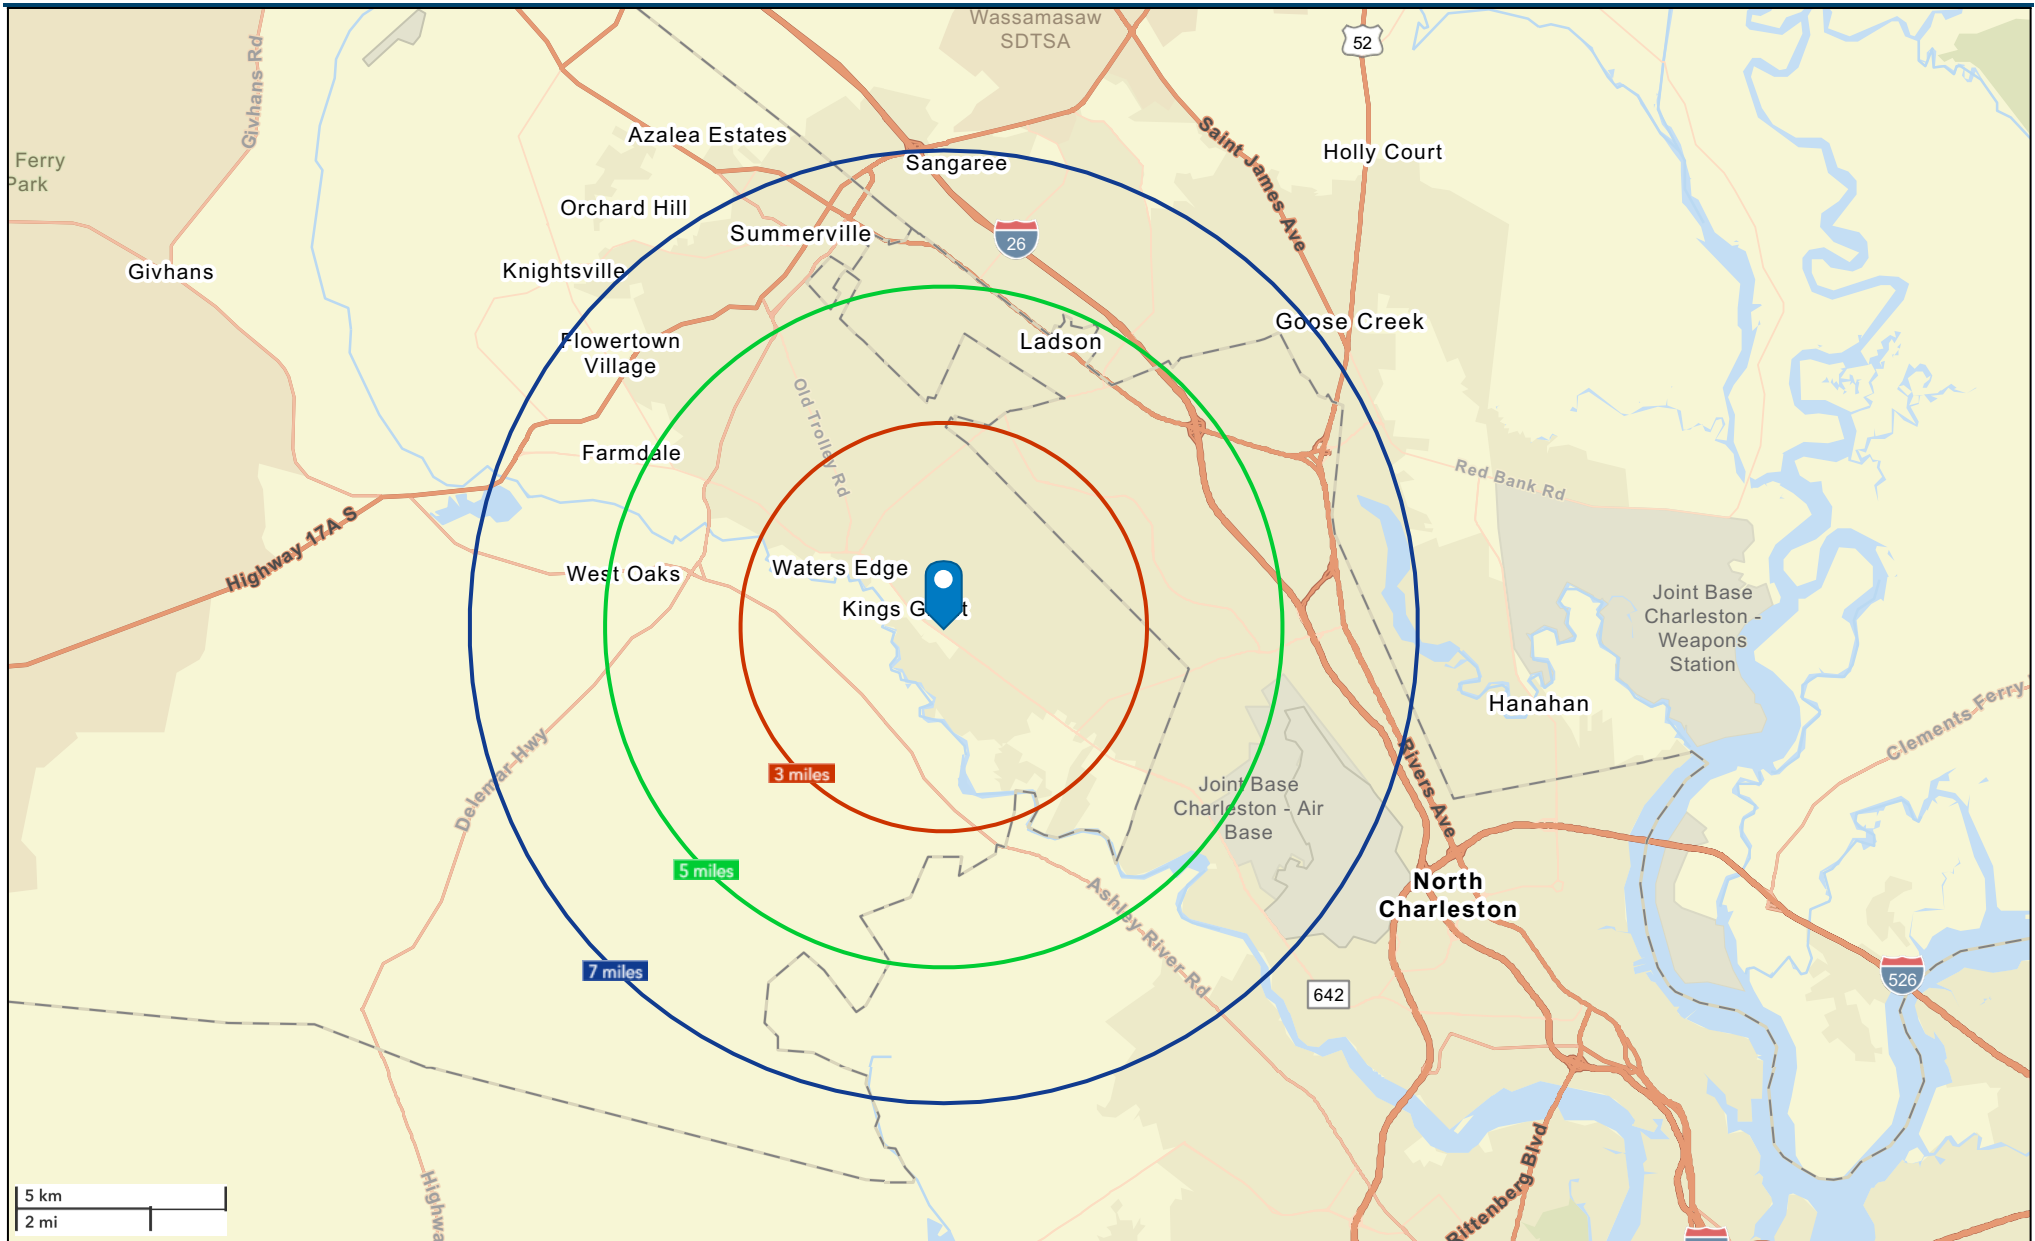 Wassamasaw
SDTSA
52
Givhans Rd
Azalea Estates
Saint James Ave
Holly Court
Ferry
Park
Sangaree
Orchard Hill
Summerville
26
Givhans
Knightsville
Goose Creek
Flowertown
Village
Ladson
Old Trolley Rd
Farmdale
Red Bank Rd
Highway 17A S
West Oaks
Waters Edge
Kings G
t
Joint Base
Charleston -
Weapons
Station
Hanahan
Clements Ferry
Delemar Hwy
3 miles
Rivers Ave
Joint Base
Charleston - Air
Base
5 miles
North
Charleston
Ashley River Rd
7 miles
642
526
Highwa
Rittenberg Blvd
5 km
2 mi